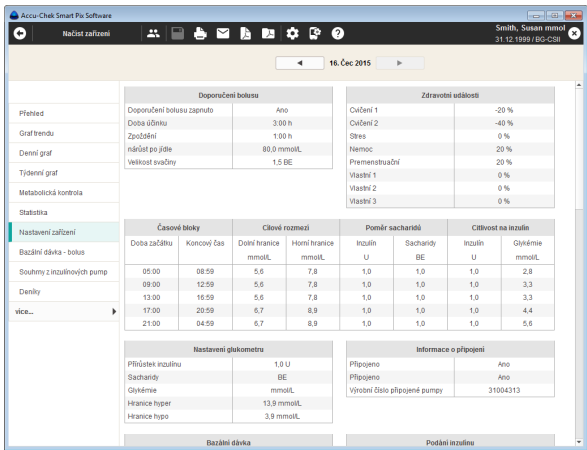 Accu-Chek Smart Pix Software
Načíst zařízení
Smith, Susan mmol
31.12.1999 / BG-CSII
16. Čec 2015
Přehled
Graf trendu
Denní graf
Týdenní graf
Metabolická kontrola
Statistika
Nastavení zařízení
Bazální dávka - bolus
Souhrny z inzulínových pump
Deníky
více...
Doporučení bolusu
Doporučení bolusu zapnuto Ano
Doba účinku 3:00 h
Zpoždění 1:00 h
nárůst po jídle 80,0 mmol/L
Velikost svačiny 1,5 BE
Zdravotní události
Cvičení 1 -20 %
Cvičení 2 -40 %
Stres 0 %
Nemoc 20 %
Premenstruační 20 %
Vlastní 1 0 %
Vlastní 2 0 %
Vlastní 3 0 %
Časové bloky Cílové rozmezí Poměr sacharidů Citlivost na inzulín
Doba začátku Koncový čas Dolní hranice Horní hranice Inzulín Sacharidy Inzulín Glykémie
mmol/L mmol/L U BE U mmol/L
05:00 08:59 5,6 7,8 1,0 1,0 1,0 2,8
09:00 12:59 5,6 7,8 1,0 1,0 1,0 3,3
13:00 16:59 5,6 7,8 1,0 1,0 1,0 3,3
17:00 20:59 6,7 8,9 1,0 1,0 1,0 4,4
21:00 04:59 6,7 8,9 1,0 1,0 1,0 5,6
Nastavení glukometru
Přírůstek inzulínu 1,0 U
Sacharidy BE
Glykémie mmol/L
Hranice hyper 13,9 mmol/L
Hranice hypo 3,9 mmol/L
Informace o připojení
Připojeno Ano
Připojeno Ano
Výrobní číslo připojené pumpy 31004313
Bazální dávka
Podání inzulínu